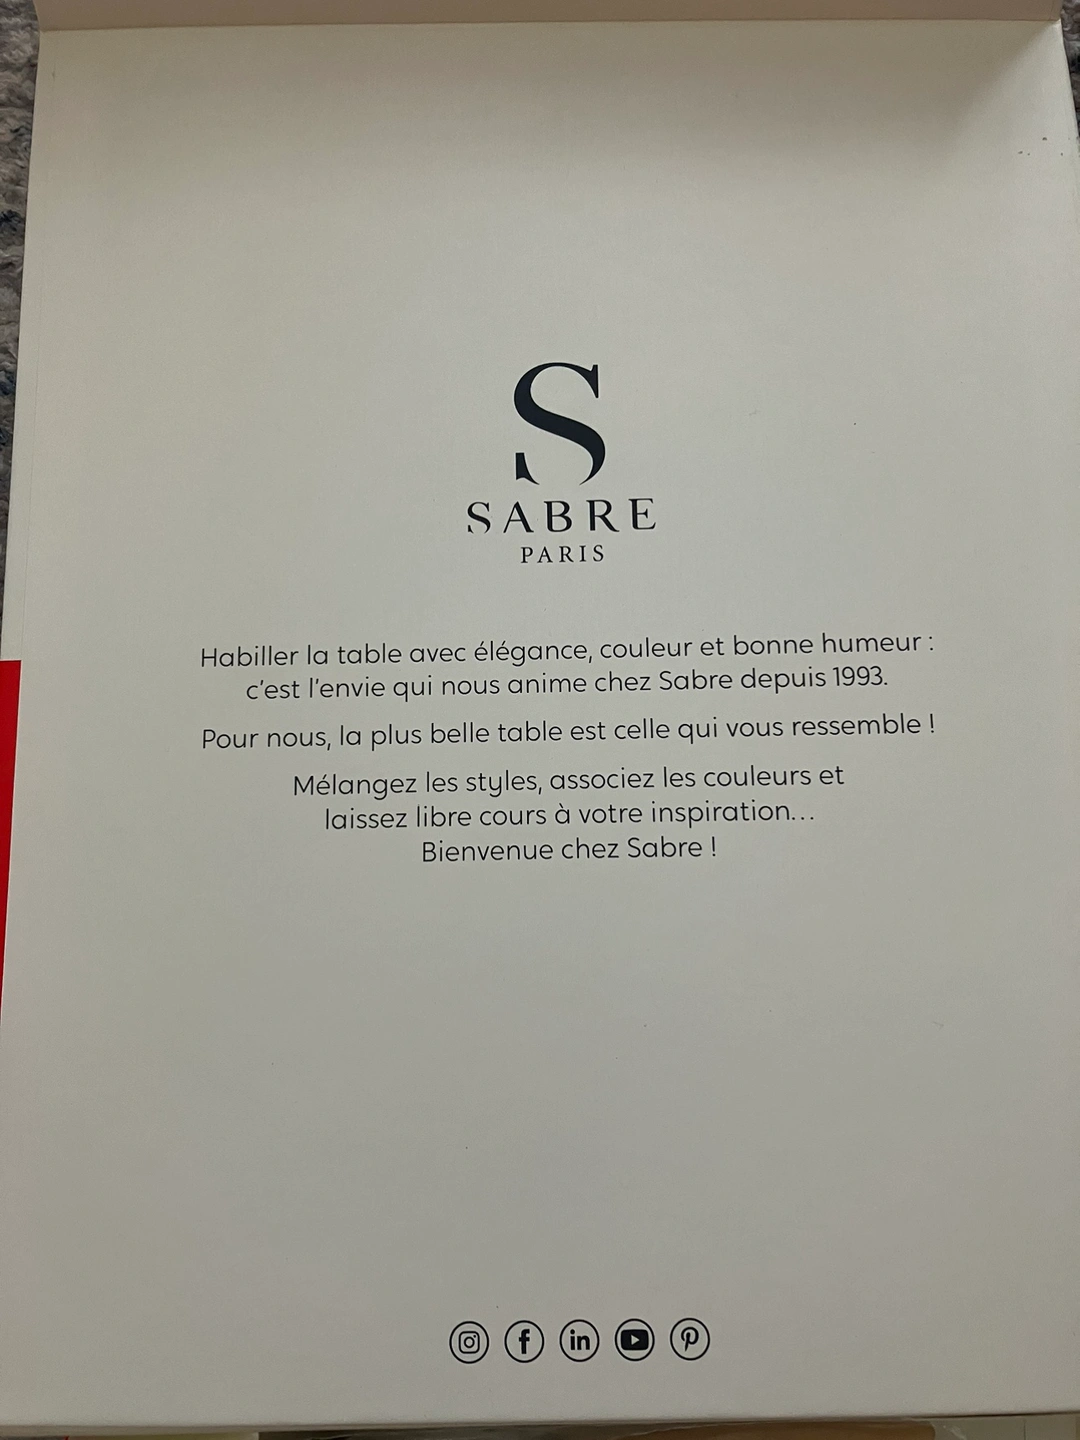 S
SABRE
PARIS
Habiller la table avec élégance, couleur et bonne humeur :
c'est l'envie qui nous anime chez Sabre depuis 1993.
Pour nous, la plus belle table est celle qui vous ressemble !
Mélangez les styles, associez les couleurs et
laissez libre cours à votre inspiration...
Bienvenue chez Sabre !